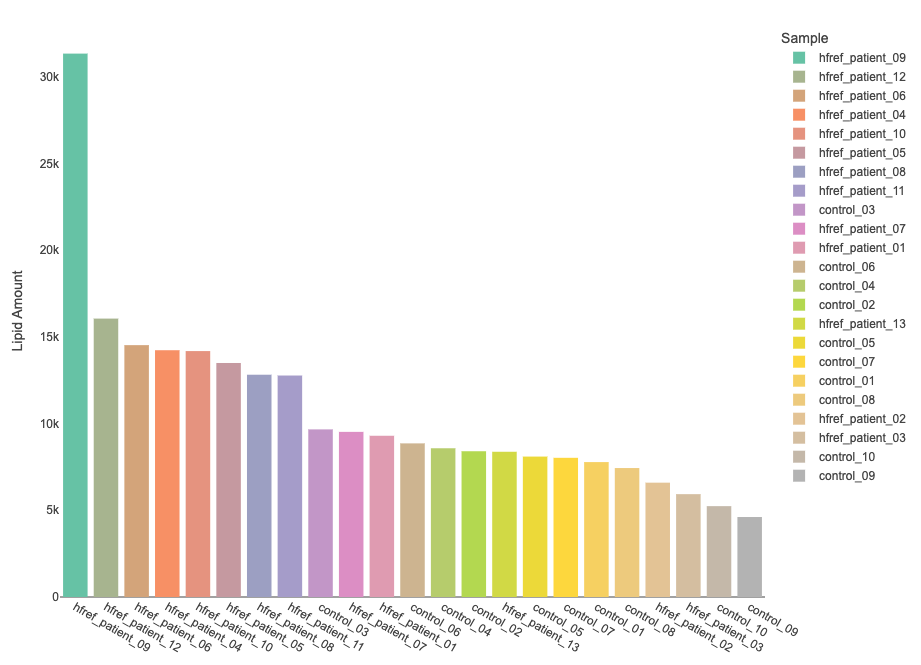 Sample
hfref_patient_09
hfref_patient_12
hfref_patient_06
hfref_patient_04
hfref_patient_10
hfref_patient_05
hfref_patient_08
hfref_patient_11
control_03
hfref_patient_07
hfref_patient_01
control_06
control_04
control_02
hfref_patient_13
control_05
control_07
control_01
control_08
hfref_patient_02
hfref_patient_03
control_10
control_09
Lipid Amount
30k
25k
20k
15k
10k
5k
0
hfref_patient_09
hfref_patient_12
hfref_patient_06
hfref_patient_04
hfref_patient_10
hfref_patient_05
hfref_patient_08
hfref_patient_11
control_03
hfref_patient_07
hfref_patient_01
control_06
control_04
control_02
hfref_patient_13
control_05
control_07
control_01
control_08
hfref_patient_02
hfref_patient_03
control_10
control_09